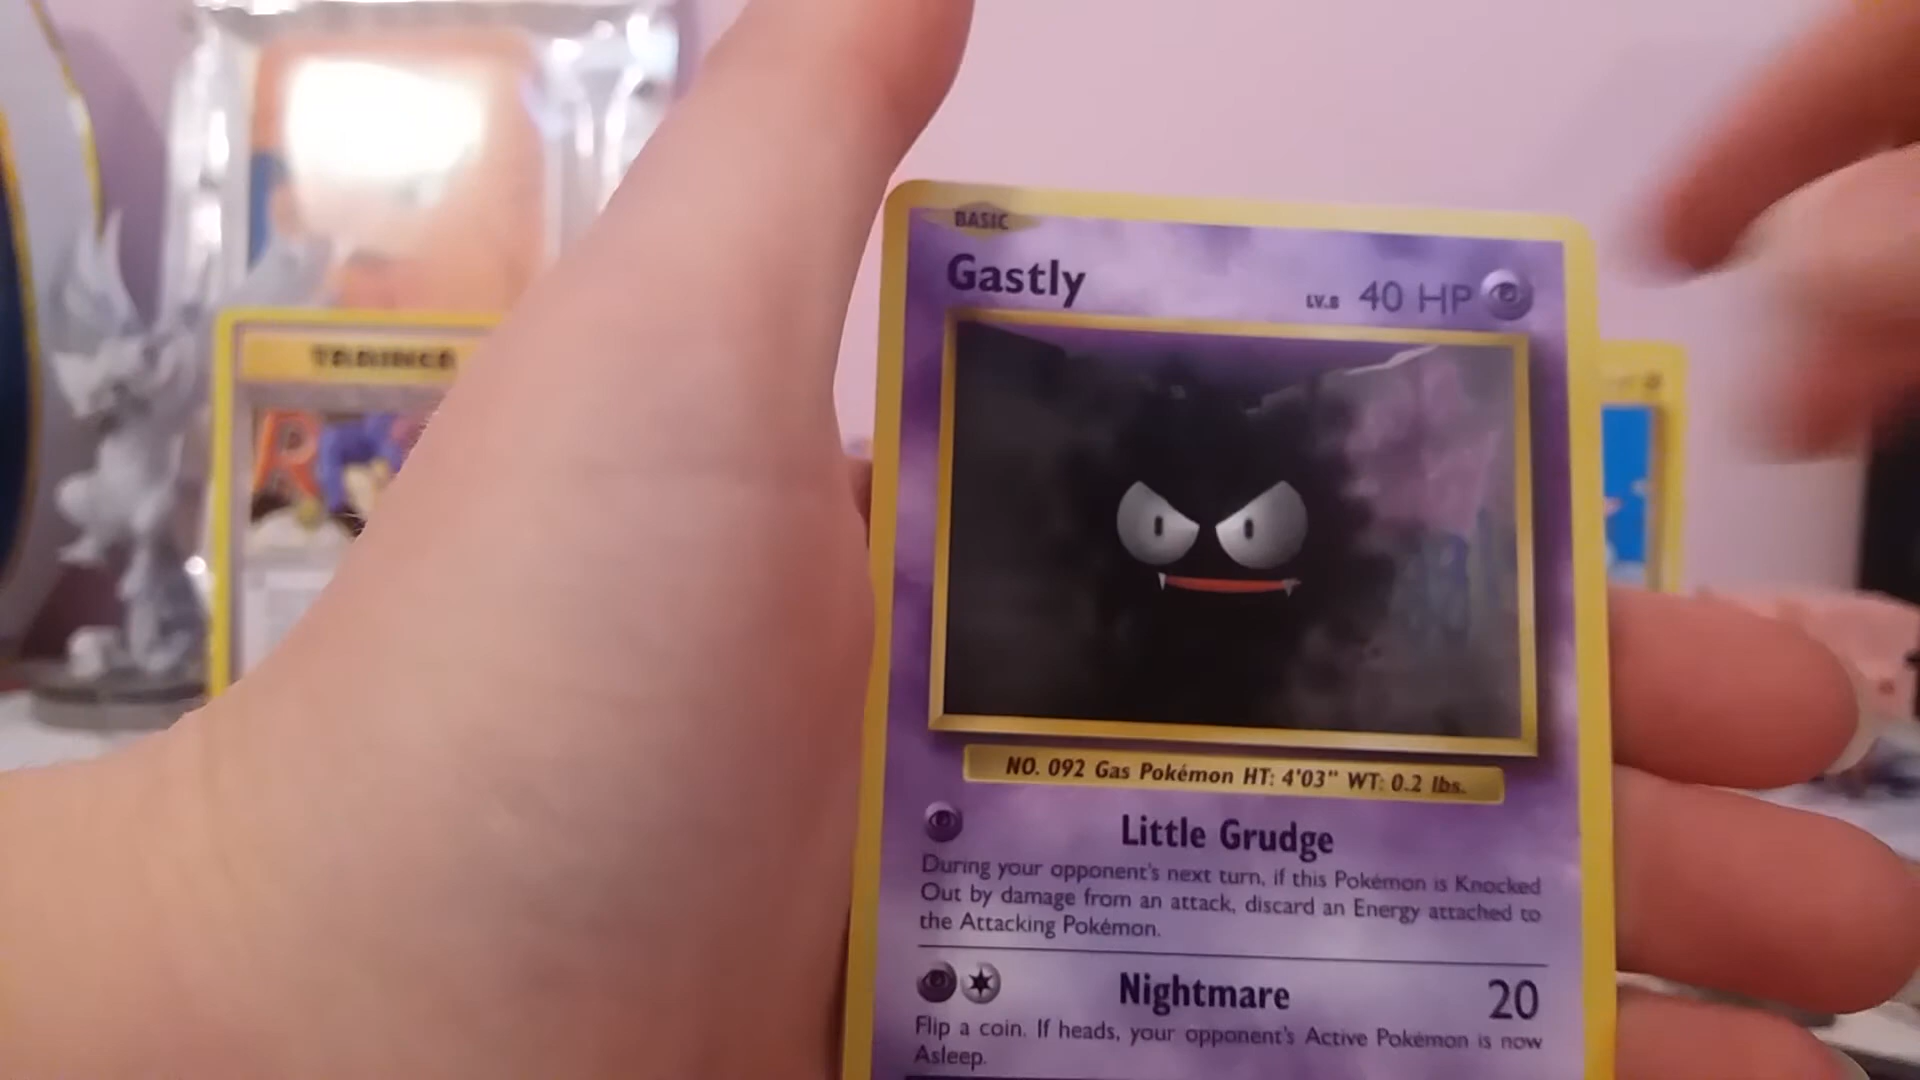 BASIC
Gastly
LV.8 40 HP
NO. 092 Gas Pokémon HT: 4'03" WT: 0.2 lbs.
Little Grudge
During your opponent's next turn, if this Pokémon is Knocked
Out by damage from an attack, discard an Energy attached to
the Attacking Pokémon.
Nightmare 20
Flip a coin. If heads, your opponent's Active Pokémon is now
Asleep.
TRAINER
R